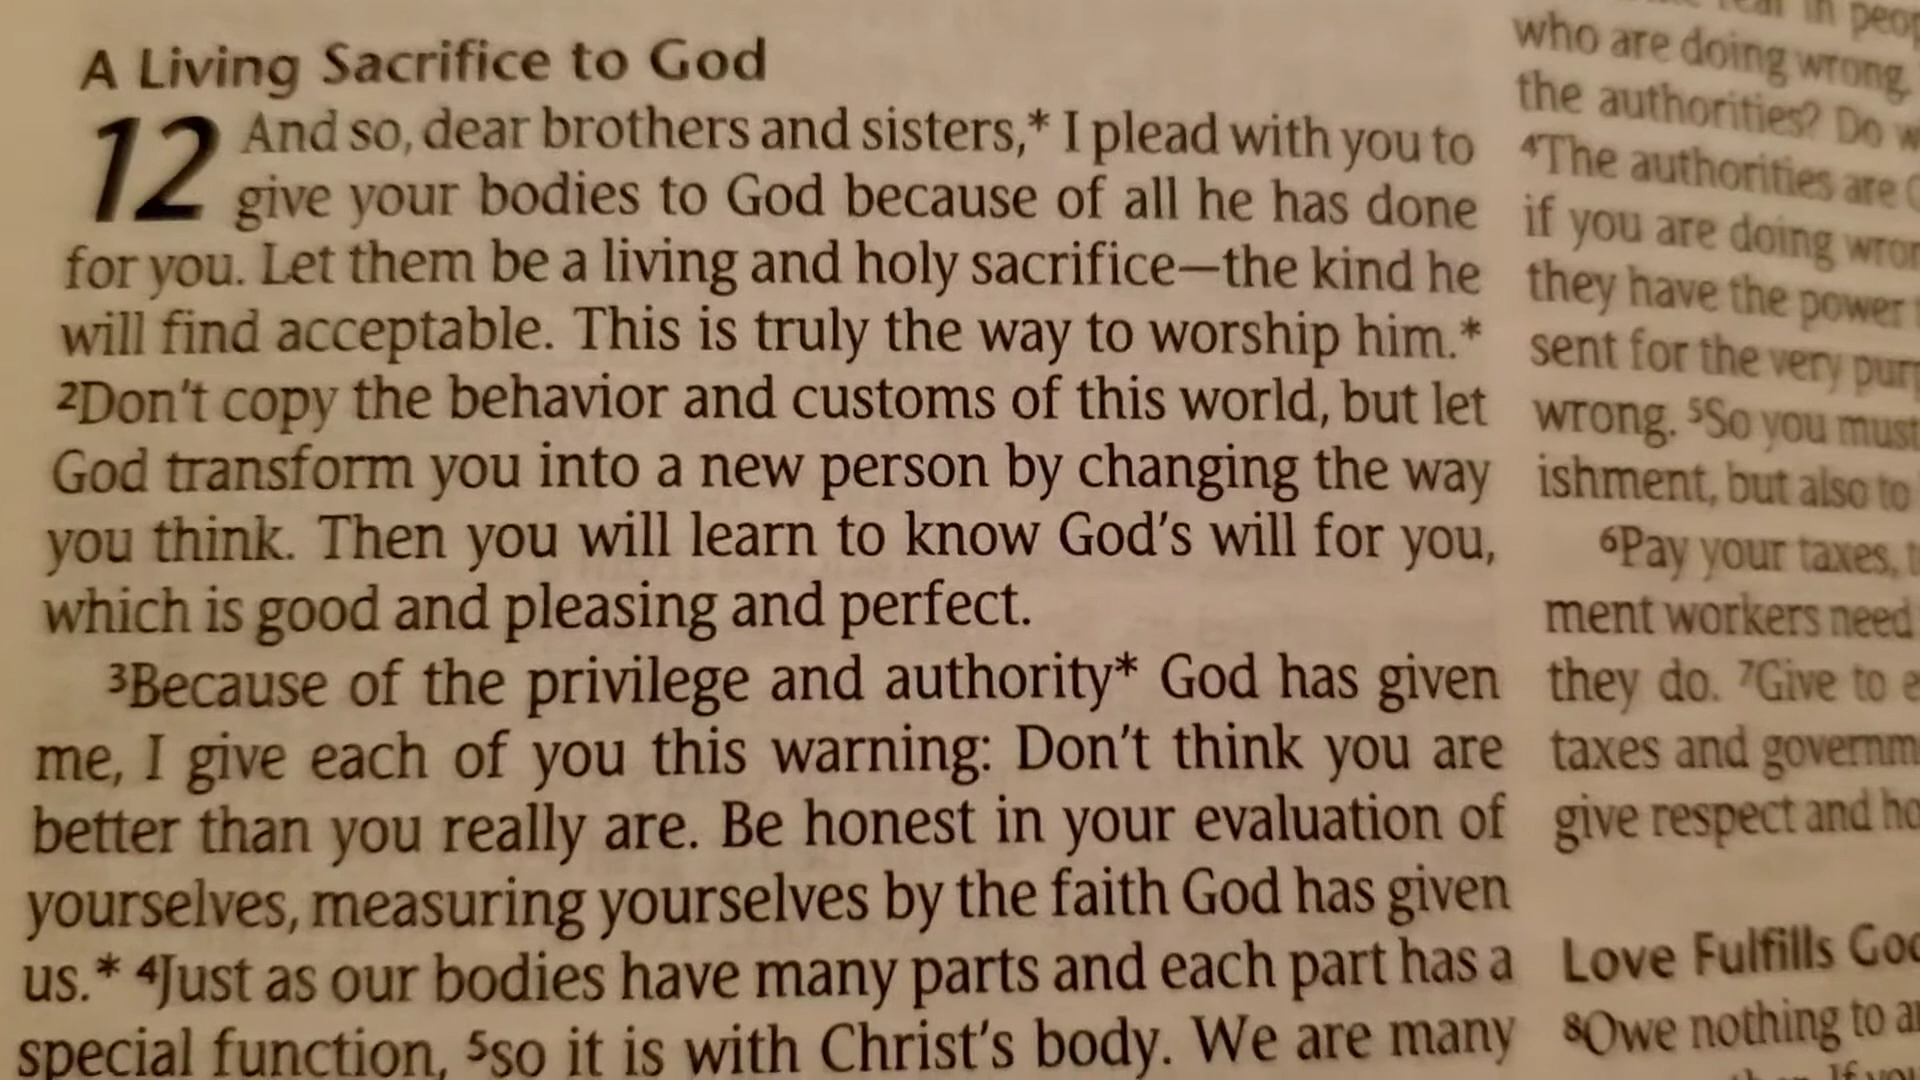 A Living Sacrifice to God
12 And so, dear brothers and sisters,* I plead with you to
give your bodies to God because of all he has done
for you. Let them be a living and holy sacrifice—the kind he
will find acceptable. This is truly the way to worship him.*
2Don't copy the behavior and customs of this world, but let
God transform you into a new person by changing the way
you think. Then you will learn to know God's will for you,
which is good and pleasing and perfect.
3Because of the privilege and authority* God has given
me, I give each of you this warning: Don't think you are
better than you really are. Be honest in your evaluation of
yourselves, measuring yourselves by the faith God has given
us.* 4Just as our bodies have many parts and each part has a
special function, 5so it is with Christ's body. We are many
in
who are doing wrong.
the authorities? Do
4The authorities are
if you are doing
they have the power
sent for the very
wrong. 5So you must
ishment, but also to
6Pay your taxes,
ment workers need
they do. 7Give to
taxes and
give respect and
Love Fulfills
8Owe nothing to
If